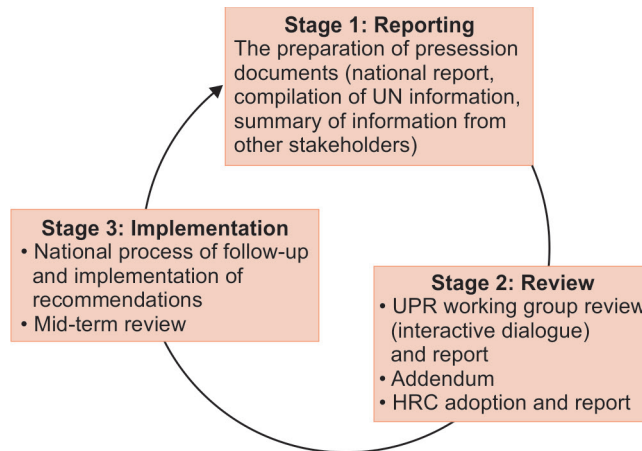 Stage 1: Reporting
The preparation of presession
documents (national report,
compilation of UN information,
summary of information from
other stakeholders)
Stage 3: Implementation
• National process of follow-up
and implementation of
recommendations
• Mid-term review
Stage 2: Review
• UPR working group review
(interactive dialogue)
and report
• Addendum
• HRC adoption and report